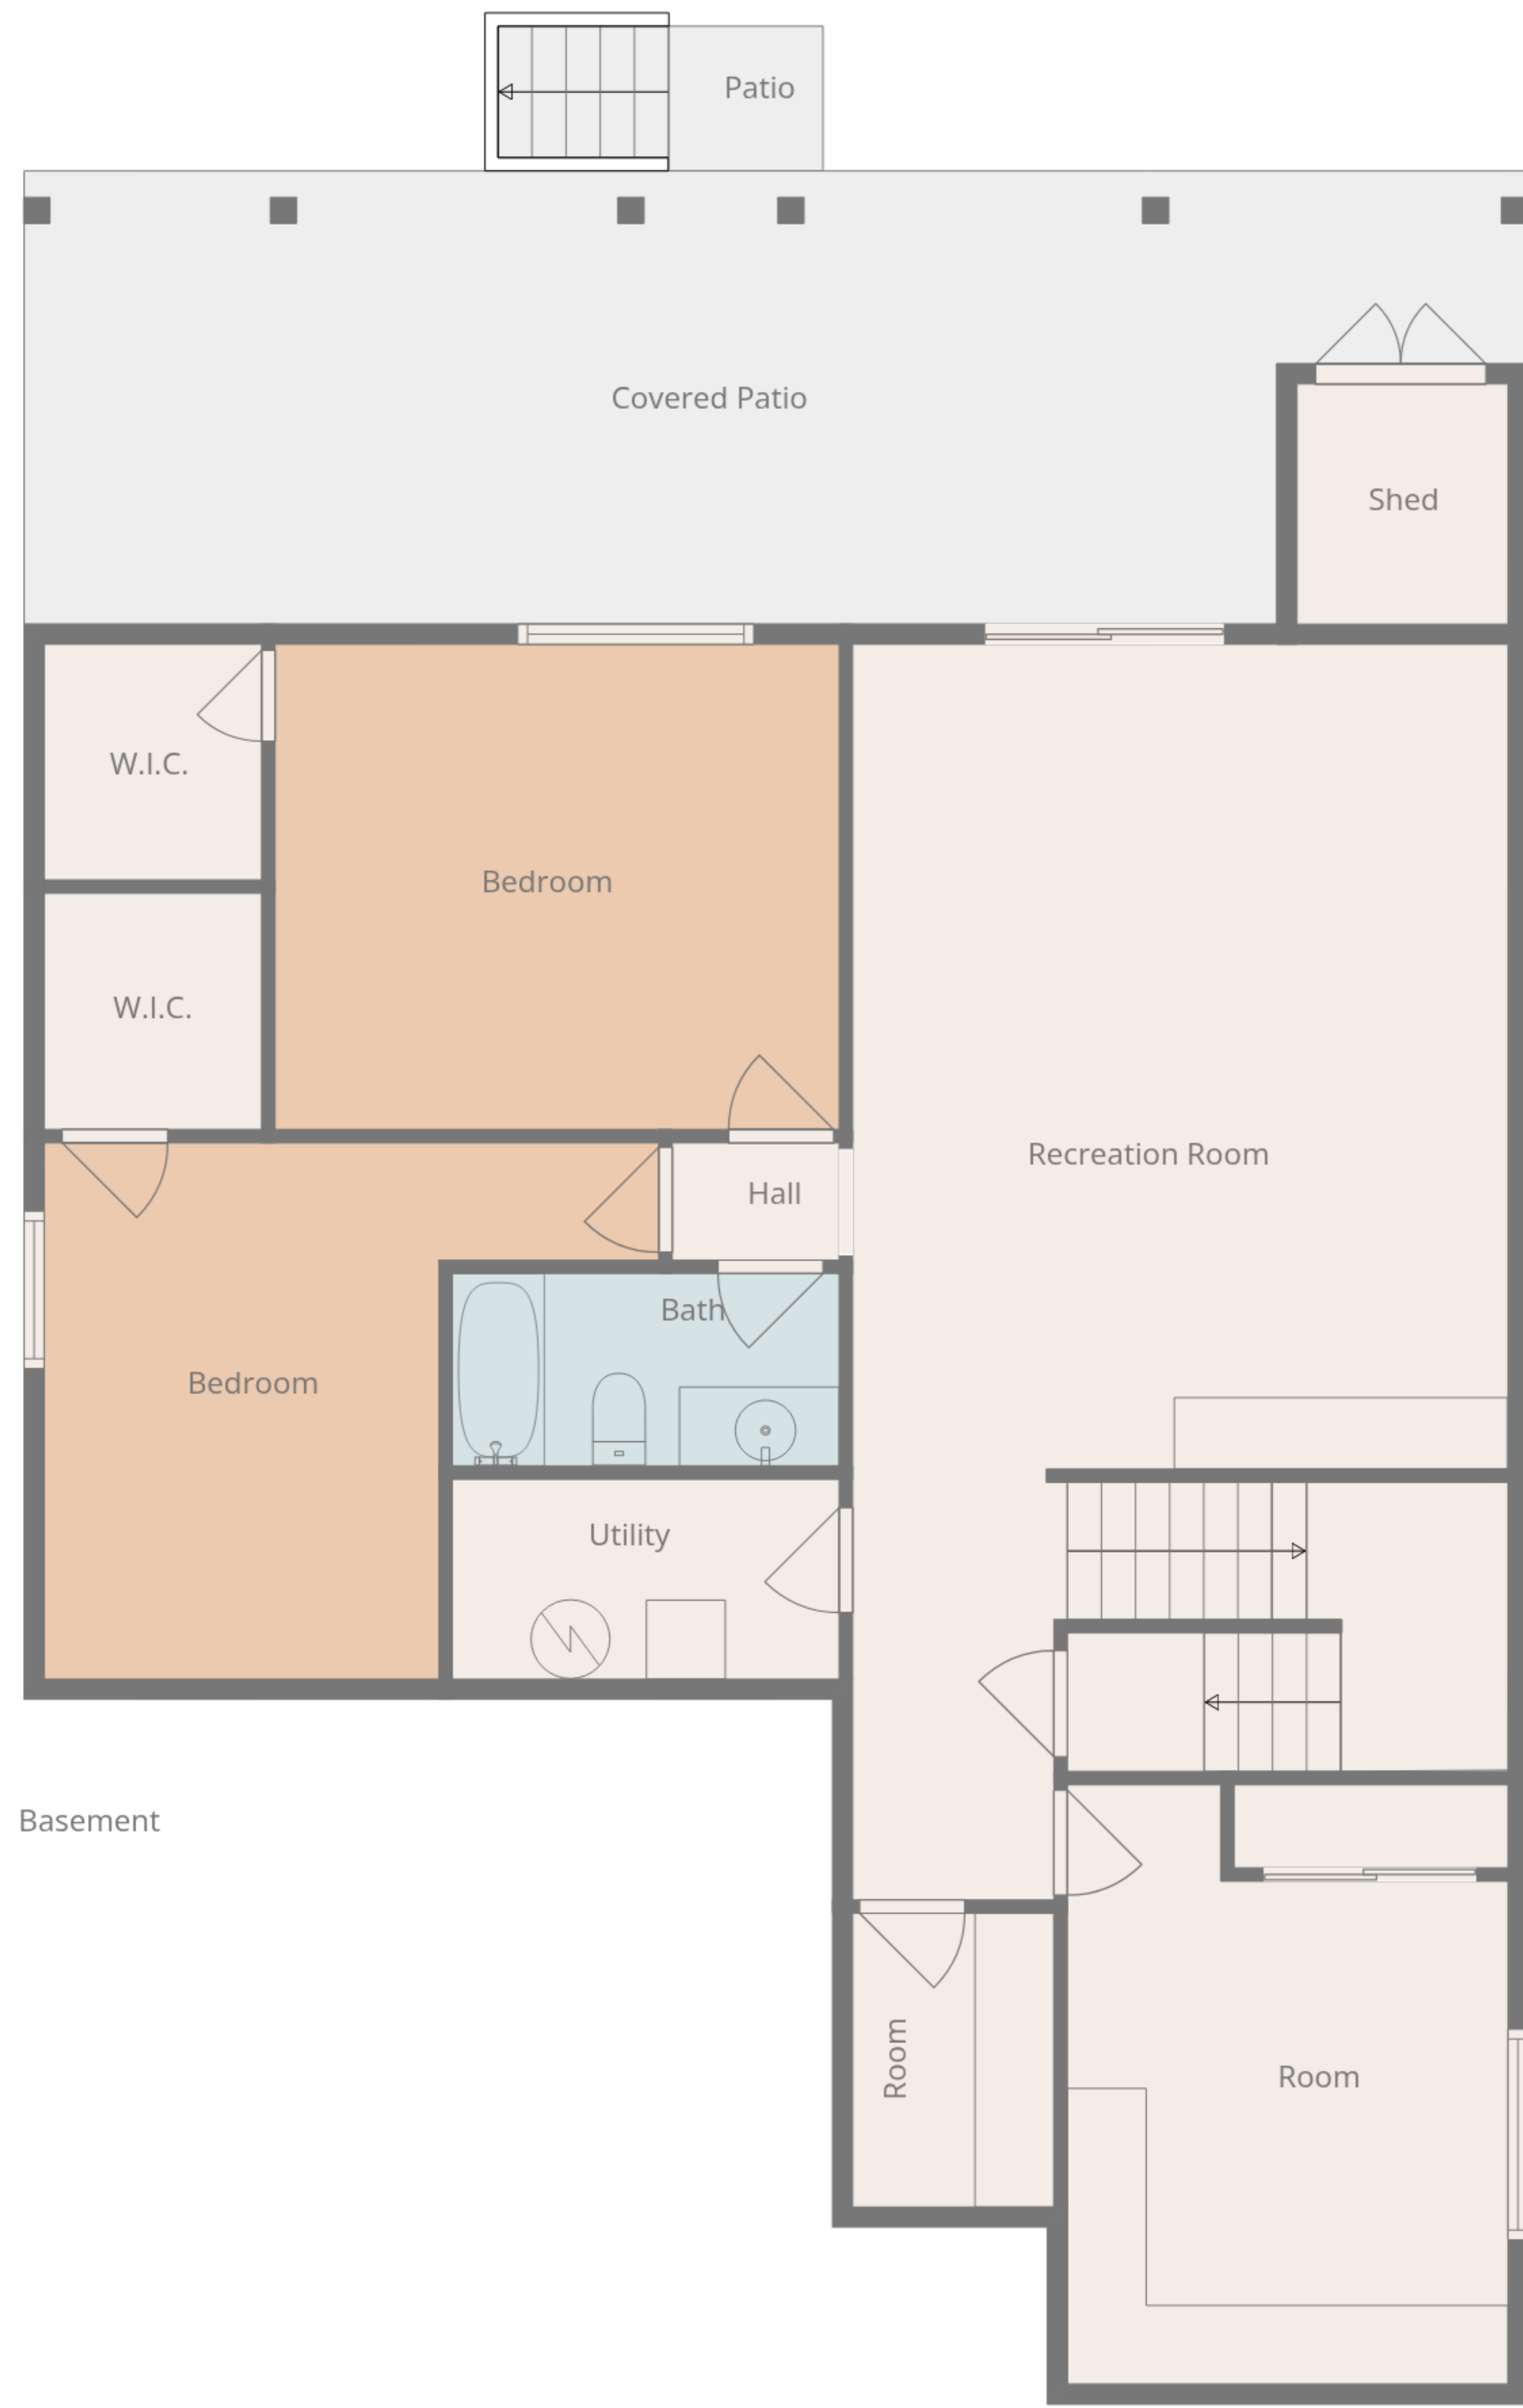 Patio
Covered Patio
Shed
W.I.C.
Bedroom
W.I.C.
Recreation Room
Hall
Bath
Bedroom
Utility
Basement
Room
Room